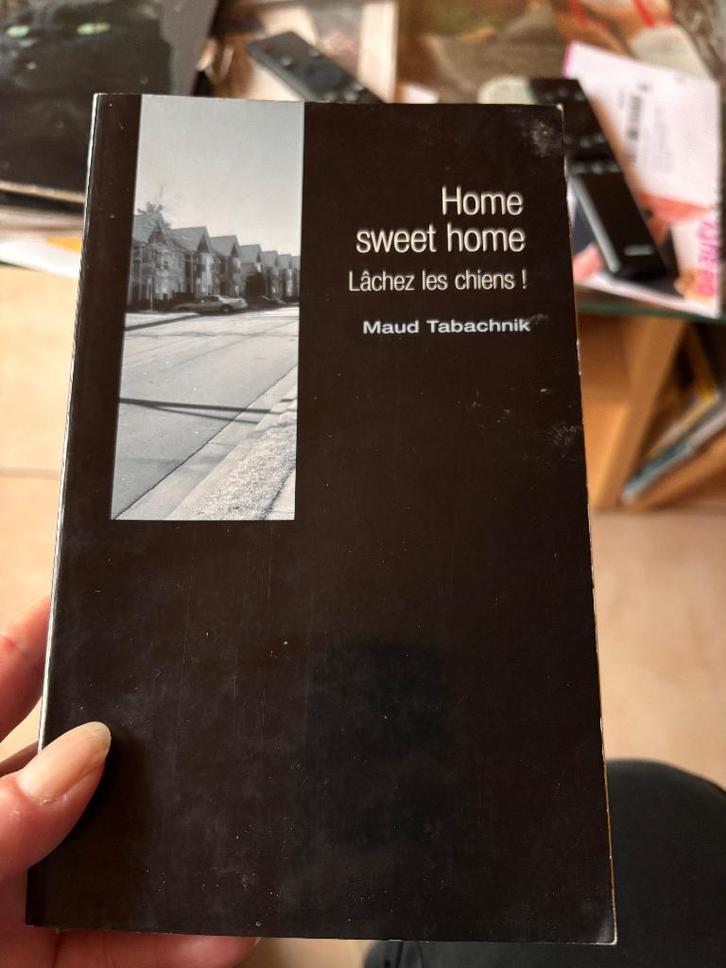 Home
sweet home
Lâchez les chiens !
Maud Tabachnik